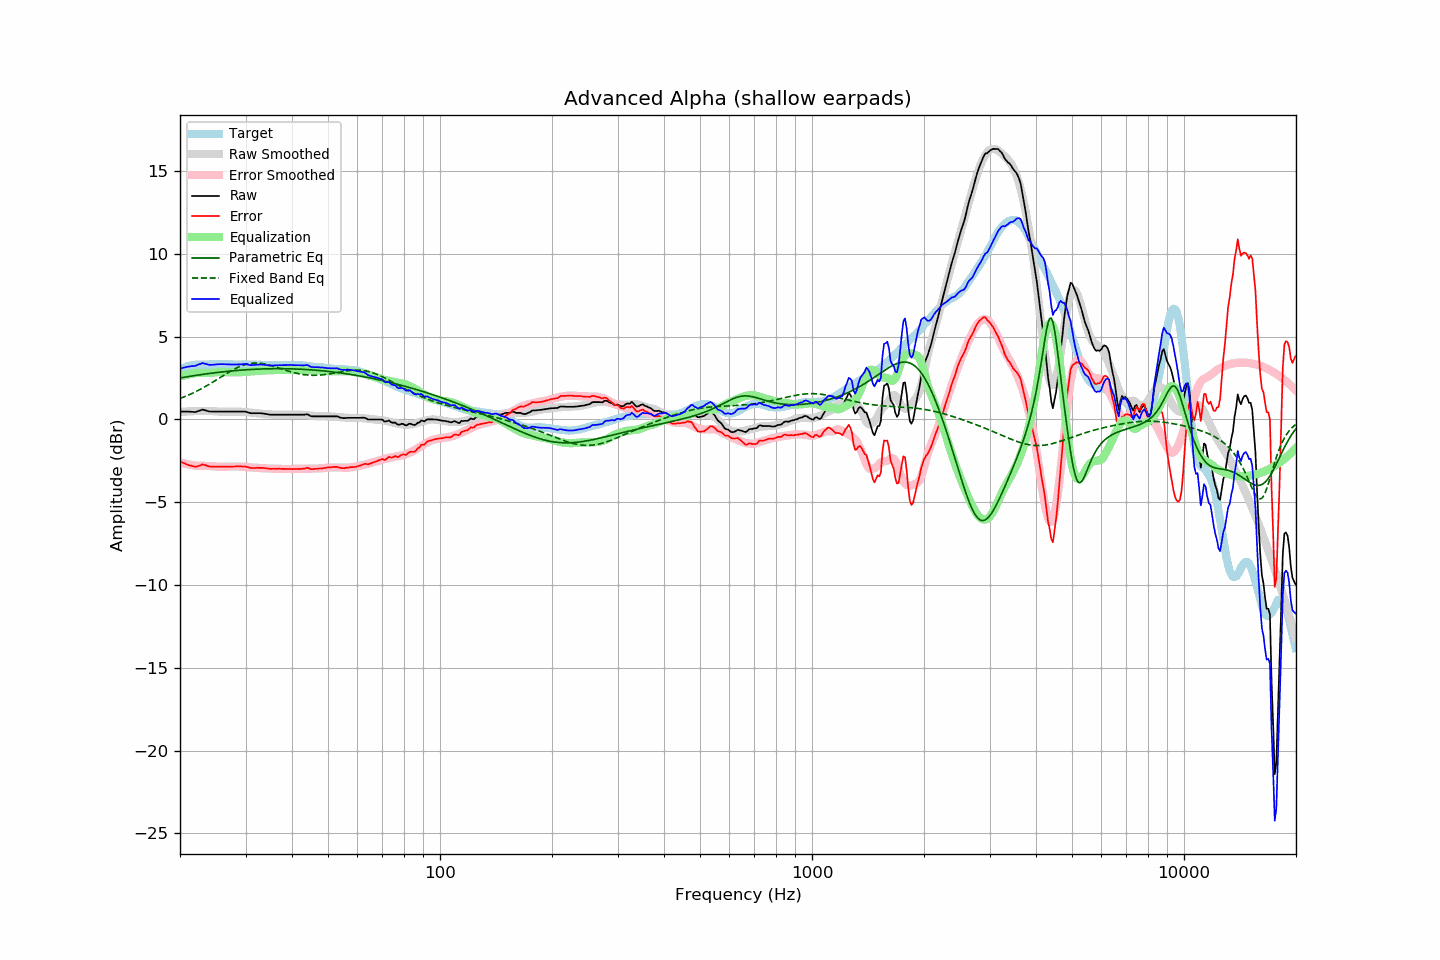 Advanced Alpha (shallow earpads)
Target
Raw Smoothed
Error Smoothed
Raw
Error
Equalization
Parametric Eq
Fixed Band Eq
Equalized
15
10
5
0
−5
−10
−15
−20
−25
Amplitude (dBr)
100
1000
10000
Frequency (Hz)